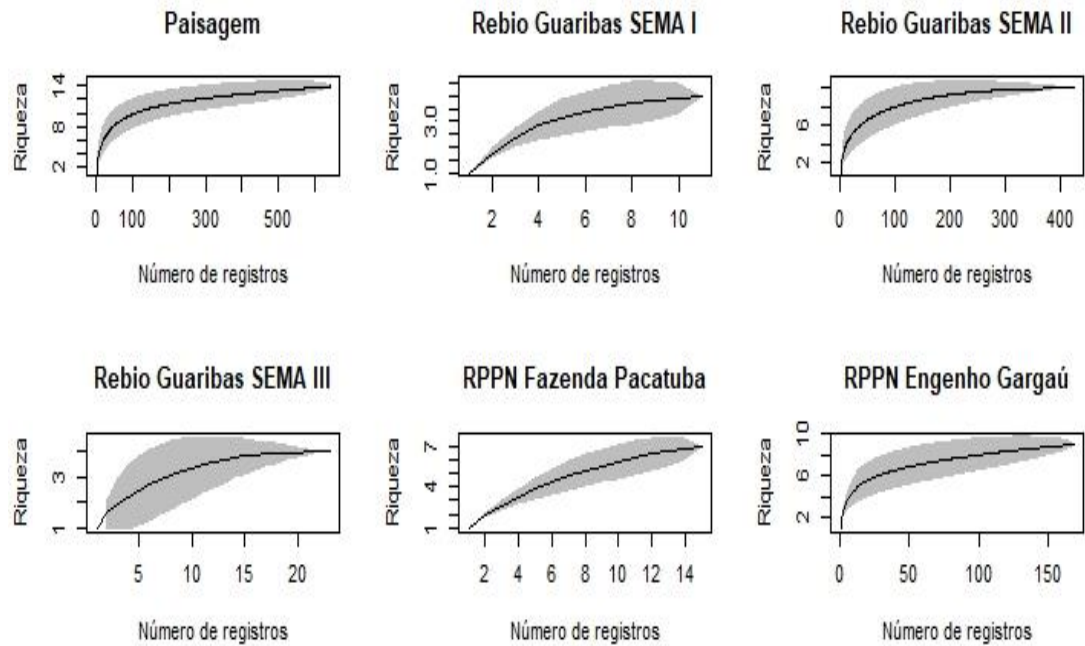 Paisagem
Rebio Guaribas SEMA I
Rebio Guaribas SEMA II
Riqueza
2 8 14
0 100 300 500
Número de registros
Riqueza
1.0 3.0
2 4 6 8 10
Número de registros
Riqueza
2 6
0 100 200 300 400
Número de registros
Rebio Guaribas SEMA III
RPPN Fazenda Pacatuba
RPPN Engenho Gargaú
Riqueza
1 3
5 10 15 20
Número de registros
Riqueza
1 4 7
2 4 6 8 10 12 14
Número de registros
Riqueza
2 6 10
0 50 100 150
Número de registros